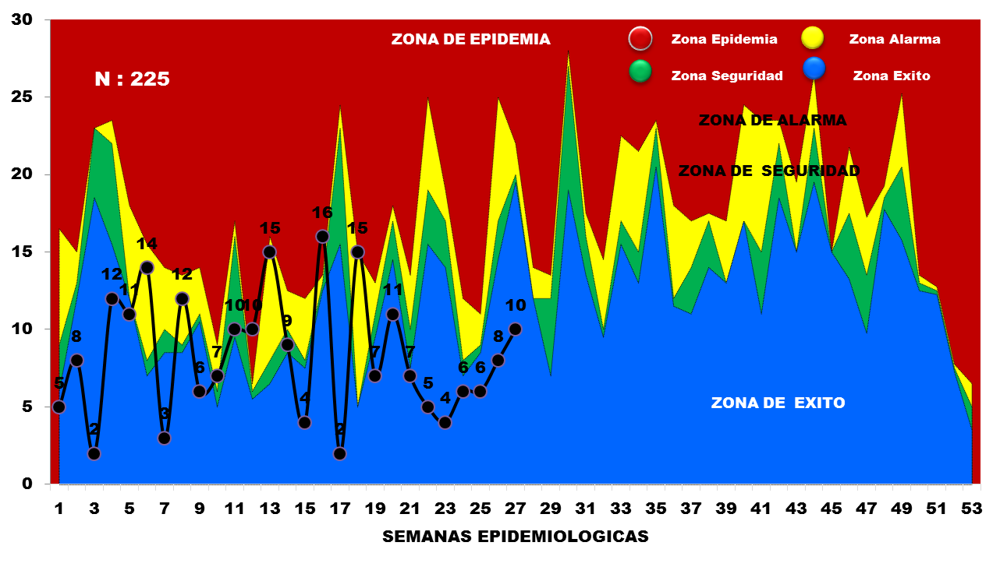 30
25
20
15
10
5
0
ZONA DE EPIDEMIA
Zona Epidemia
Zona Alarma
Zona Seguridad
Zona Exito
N : 225
ZONA DE ALARMA
ZONA DE  SEGURIDAD
ZONA DE  EXITO
5 8 2 12 11 14 3 12 6 7 10 10 15 9 4 16 2 15 7 11 7 5 4 6 6 8 10
1 3 5 7 9 11 13 15 17 19 21 23 25 27 29 31 33 35 37 39 41 43 45 47 49 51 53
SEMANAS EPIDEMIOLOGICAS